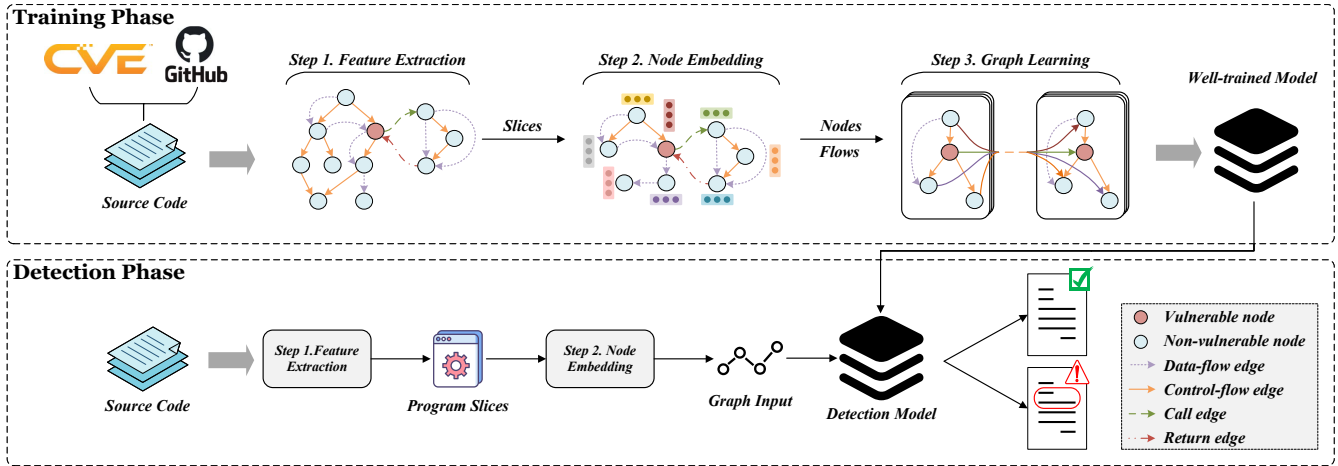 Training Phase
CVE
GitHub
Source Code
Step 1. Feature Extraction
Slices
Step 2. Node Embedding
Nodes
Flows
Step 3. Graph Learning
Well-trained Model
Detection Phase
Source Code
Step 1.Feature
Extraction
Program Slices
Step 2. Node
Embedding
Graph Input
Detection Model
Vulnerable node
Non-vulnerable node
Data-flow edge
Control-flow edge
Call edge
Return edge